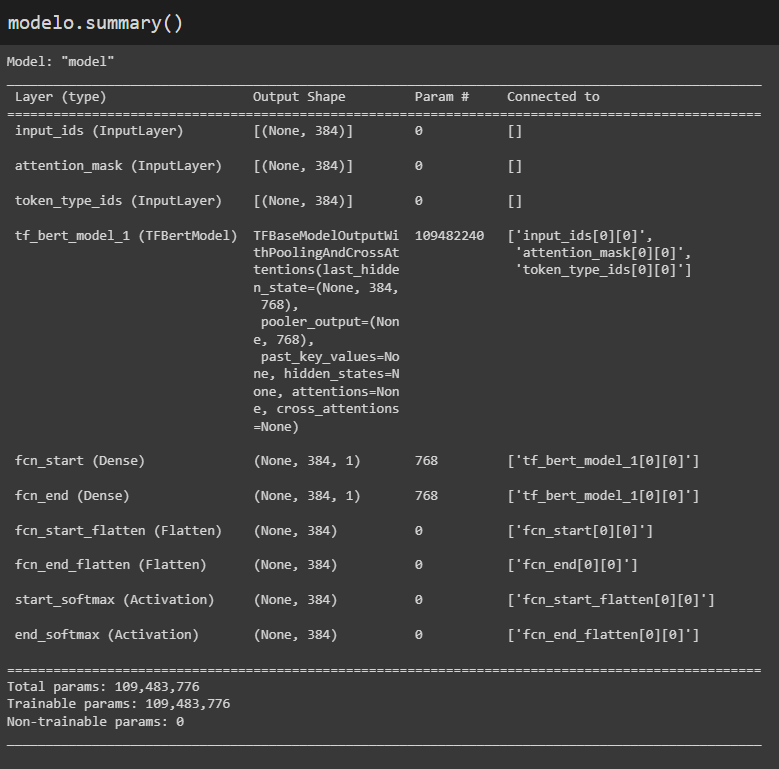 modelo.summary()
Model: "model"
Layer (type) Output Shape Param # Connected to
==================================================================================================
input_ids (InputLayer) [(None, 384)] 0 []
attention_mask (InputLayer) [(None, 384)] 0 []
token_type_ids (InputLayer) [(None, 384)] 0 []
tf_bert_model_1 (TFBertModel) TFBaseModelOutputWi 109482240 ['input_ids[0][0]',
thPoolingAndCrossAt 'attention_mask[0][0]',
tentions(last_hidde 'token_type_ids[0][0]']
n_state=(None, 384,
768),
pooler_output=(Non
e, 768),
past_key_values=No
ne, hidden_states=N
one, attentions=Non
e, cross_attentions
=None)
fcn_start (Dense) (None, 384, 1) 768 ['tf_bert_model_1[0][0]']
fcn_end (Dense) (None, 384, 1) 768 ['tf_bert_model_1[0][0]']
fcn_start_flatten (Flatten) (None, 384) 0 ['fcn_start[0][0]']
fcn_end_flatten (Flatten) (None, 384) 0 ['fcn_end[0][0]']
start_softmax (Activation) (None, 384) 0 ['fcn_start_flatten[0][0]']
end_softmax (Activation) (None, 384) 0 ['fcn_end_flatten[0][0]']
==================================================================================================
Total params: 109,483,776
Trainable params: 109,483,776
Non-trainable params: 0